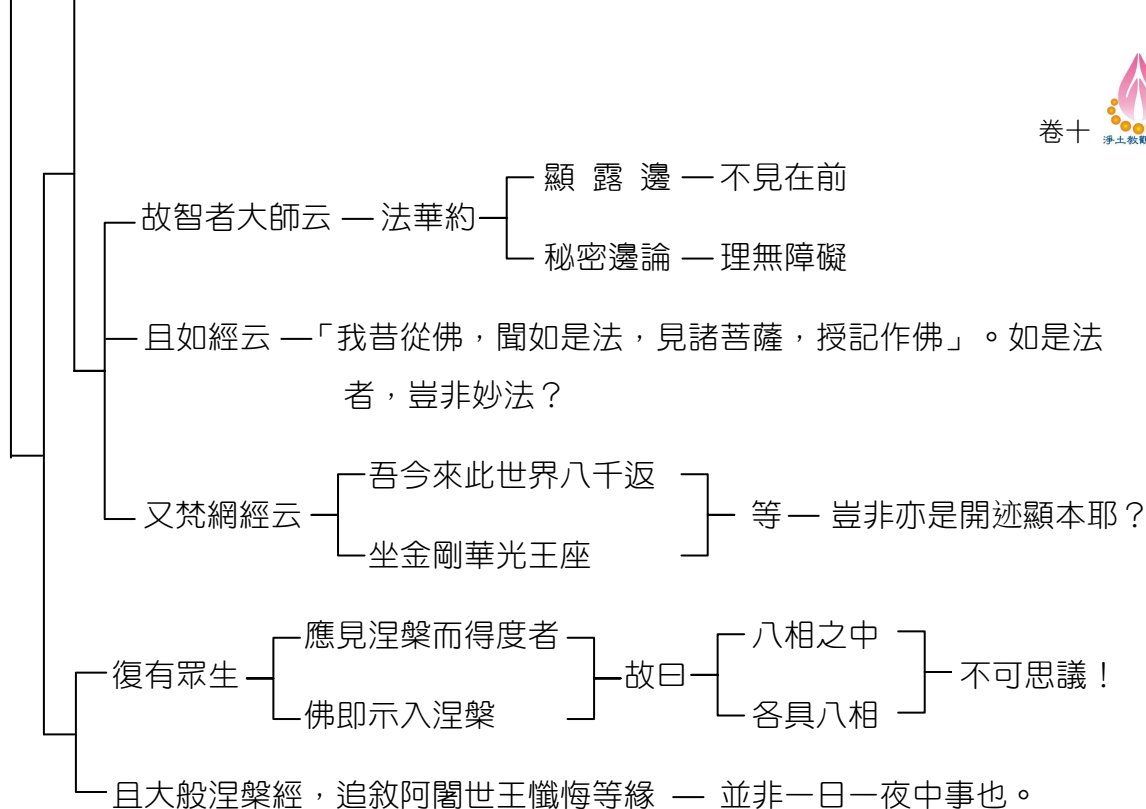 卷十
淨土教觀
顯 露 邊 — 不見在前
故智者大師云 — 法華約
秘密邊論 — 理無障礙
且如經云 —「我昔從佛，聞如是法，見諸菩薩，授記作佛」。如是法
者，豈非妙法？
吾今來此世界八千返
又梵網經云
等 — 豈非亦是開迹顯本耶？
坐金剛華光王座
應見涅槃而得度者
八相之中
復有眾生
故曰
不可思議！
佛即示入涅槃
各具八相
且大般涅槃經，追敘阿闍世王懺悔等緣 — 並非一日一夜中事也。